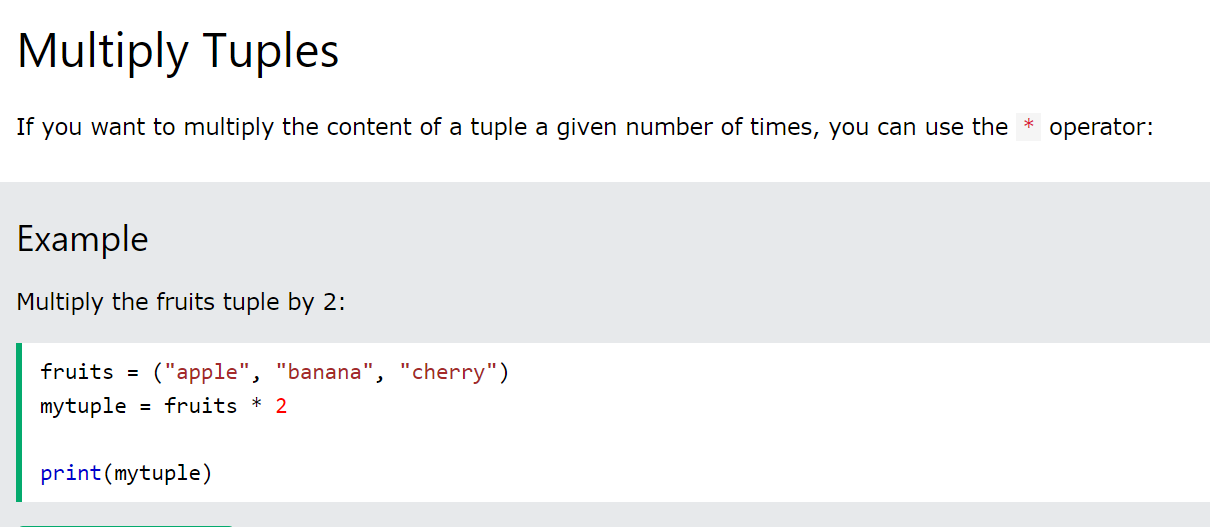 Multiply Tuples
If you want to multiply the content of a tuple a given number of times, you can use the * operator:
Example
Multiply the fruits tuple by 2:
fruits = ("apple", "banana", "cherry")
mytuple = fruits * 2
print(mytuple)